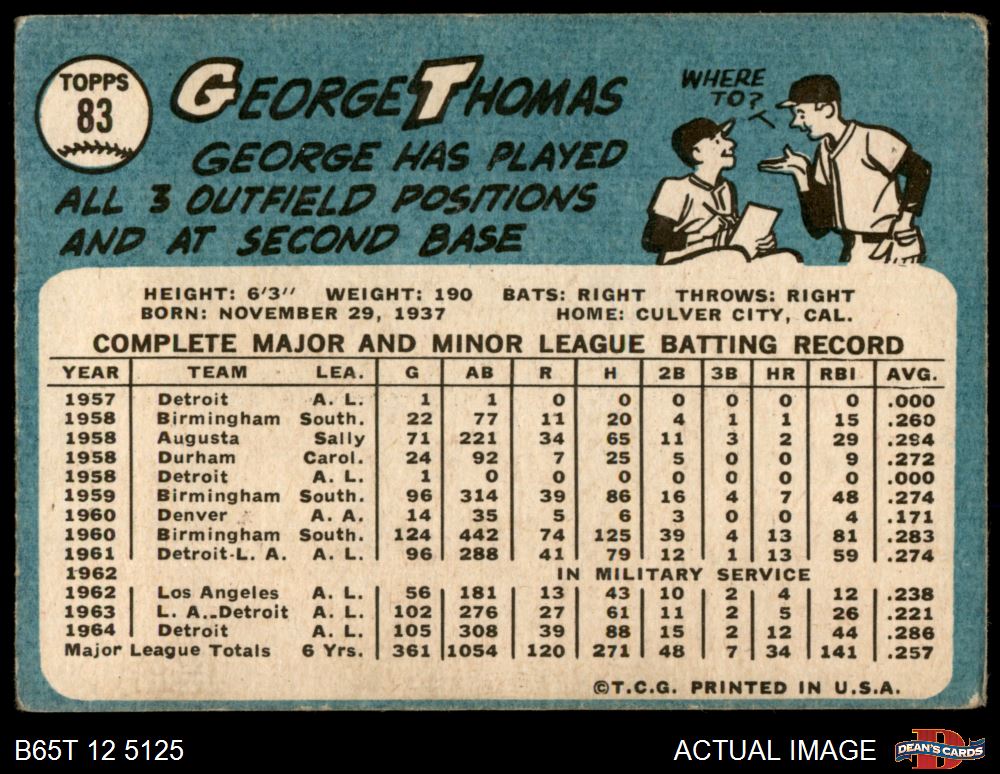 TOPPS
83
GEORGE THOMAS
WHERE
TO?
GEORGE HAS PLAYED
ALL 3 OUTFIELD POSITIONS
AND AT SECOND BASE
HEIGHT: 6'3" WEIGHT: 190 BATS: RIGHT THROWS: RIGHT
BORN: NOVEMBER 29, 1937 HOME: CULVER CITY, CAL.
COMPLETE MAJOR AND MINOR LEAGUE BATTING RECORD
YEAR TEAM LEA. G AB R H 2B 3B HR RBI AVG.
1957 Detroit A. L. 1 1 0 0 0 0 0 0 .000
1958 Birmingham South. 22 77 11 20 4 1 1 15 .260
1958 Augusta Sally 71 221 34 65 11 3 2 29 .294
1958 Durham Carol. 24 92 7 25 5 0 0 9 .272
1958 Detroit A. L. 1 0 0 0 0 0 0 0 .000
1959 Birmingham South. 96 314 39 86 16 4 7 48 .274
1960 Denver A. A. 14 35 5 6 3 0 0 4 .171
1960 Birmingham South. 124 442 74 125 39 4 13 81 .283
1961 Detroit-L. A. A. L. 96 288 41 79 12 1 13 59 .274
1962 IN MILITARY SERVICE
1962 Los Angeles A. L. 56 181 13 43 10 2 4 12 .238
1963 L. A.-Detroit A. L. 102 276 27 61 11 2 5 26 .221
1964 Detroit A. L. 105 308 39 88 15 2 12 44 .286
Major League Totals 6 Yrs. 361 1054 120 271 48 7 34 141 .257
©T.C.G. PRINTED IN U.S.A.
B65T 12 5125
ACTUAL IMAGE
DEAN'S CARDS